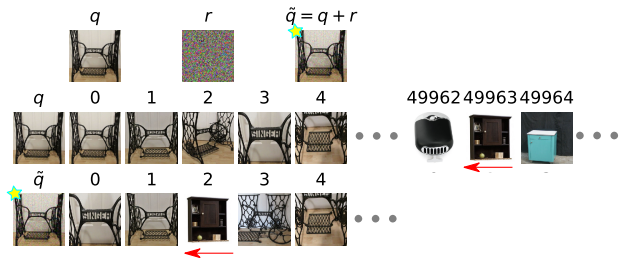 q r q̃ = q + r
q 0 1 2 3 4 49962 49963 49964
SINGER
q̃ 0 1 2 3 4
SINGER